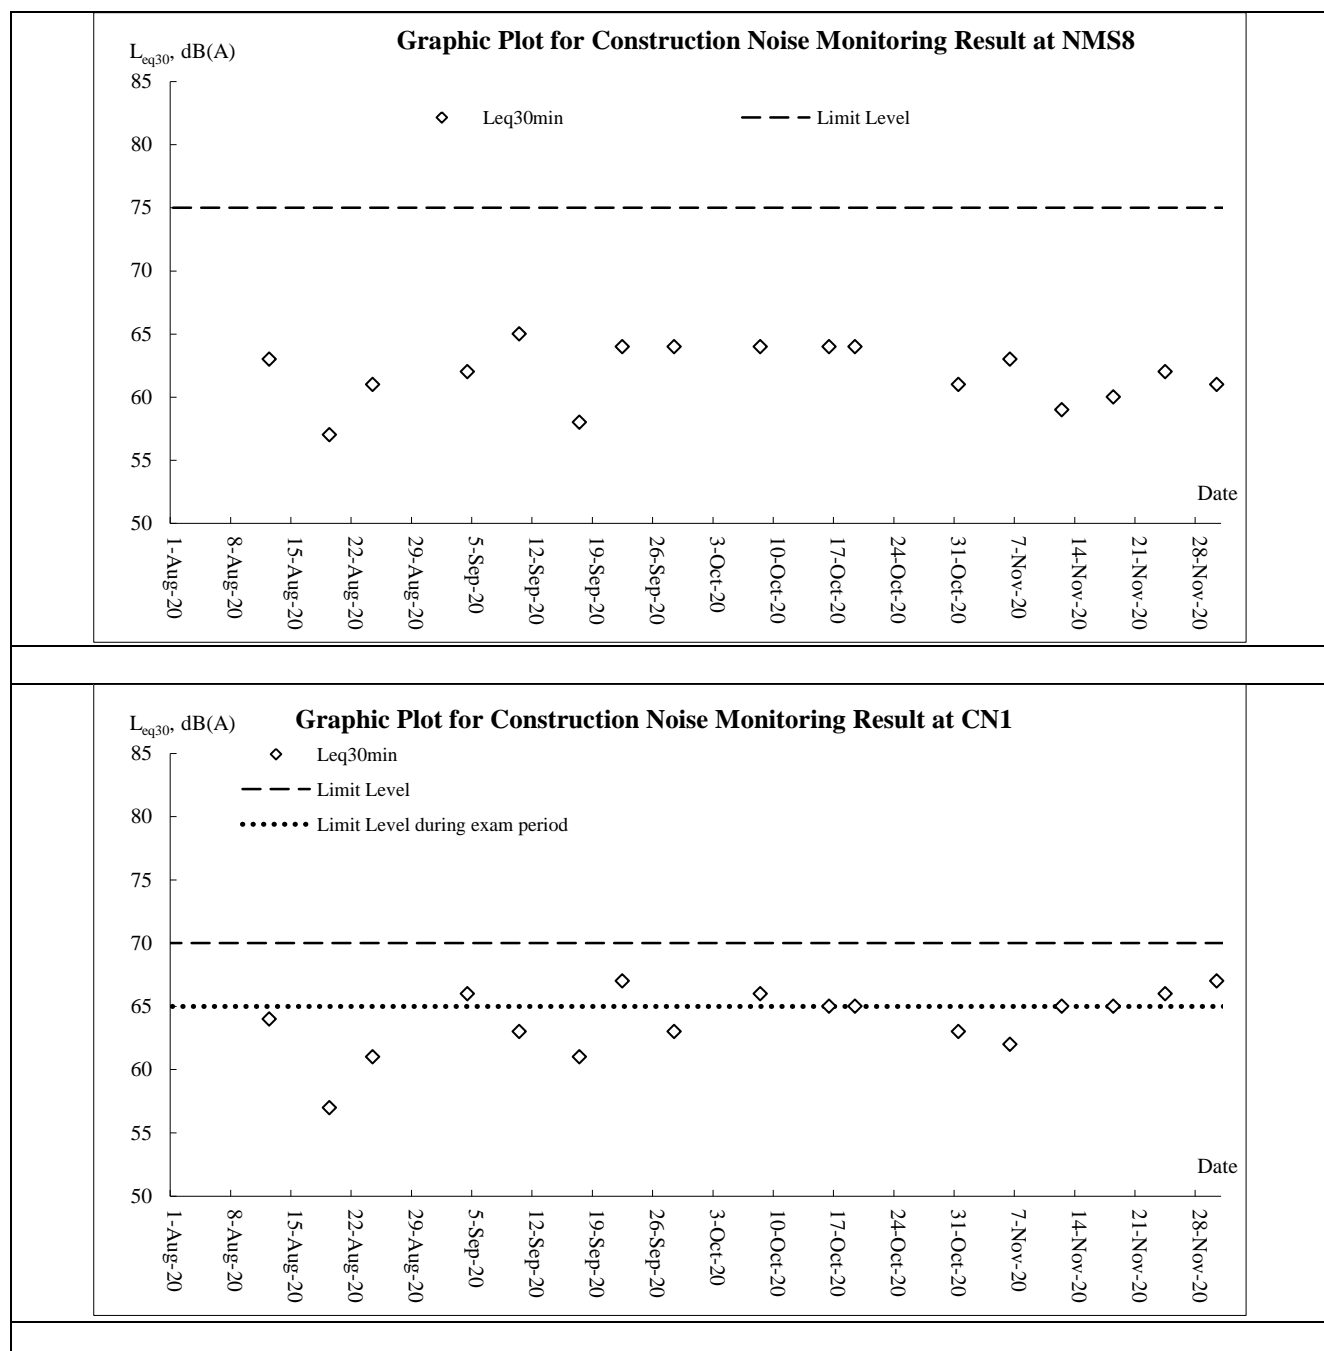 Graphic Plot for Construction Noise Monitoring Result at NMS8
Leq30, dB(A)
85
Leq30min
Limit Level
80
75
70
65
60
55
Date
50
1-Aug-20
8-Aug-20
15-Aug-20
22-Aug-20
29-Aug-20
5-Sep-20
12-Sep-20
19-Sep-20
26-Sep-20
3-Oct-20
10-Oct-20
17-Oct-20
24-Oct-20
31-Oct-20
7-Nov-20
14-Nov-20
21-Nov-20
28-Nov-20
Graphic Plot for Construction Noise Monitoring Result at CN1
Leq30, dB(A)
Leq30min
85
Limit Level
80
Limit Level during exam period
75
70
65
60
55
Date
50
1-Aug-20
8-Aug-20
15-Aug-20
22-Aug-20
29-Aug-20
5-Sep-20
12-Sep-20
19-Sep-20
26-Sep-20
3-Oct-20
10-Oct-20
17-Oct-20
24-Oct-20
31-Oct-20
7-Nov-20
14-Nov-20
21-Nov-20
28-Nov-20